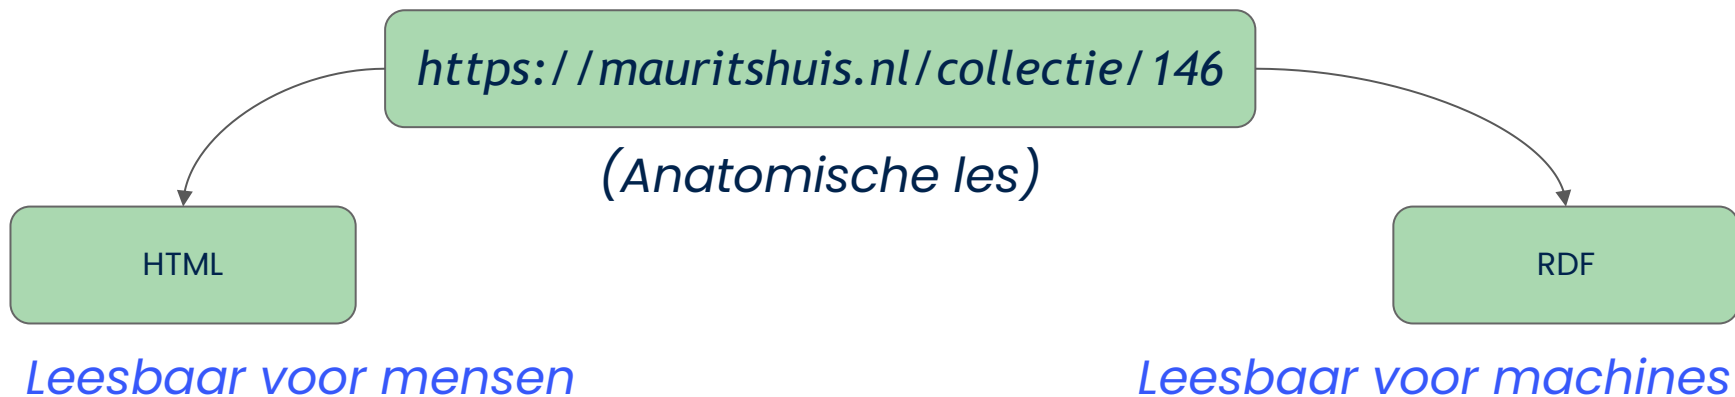 https://mauritshuis.nl/collectie/146
(Anatomische les)
HTML
RDF
Leesbaar voor mensen
Leesbaar voor machines